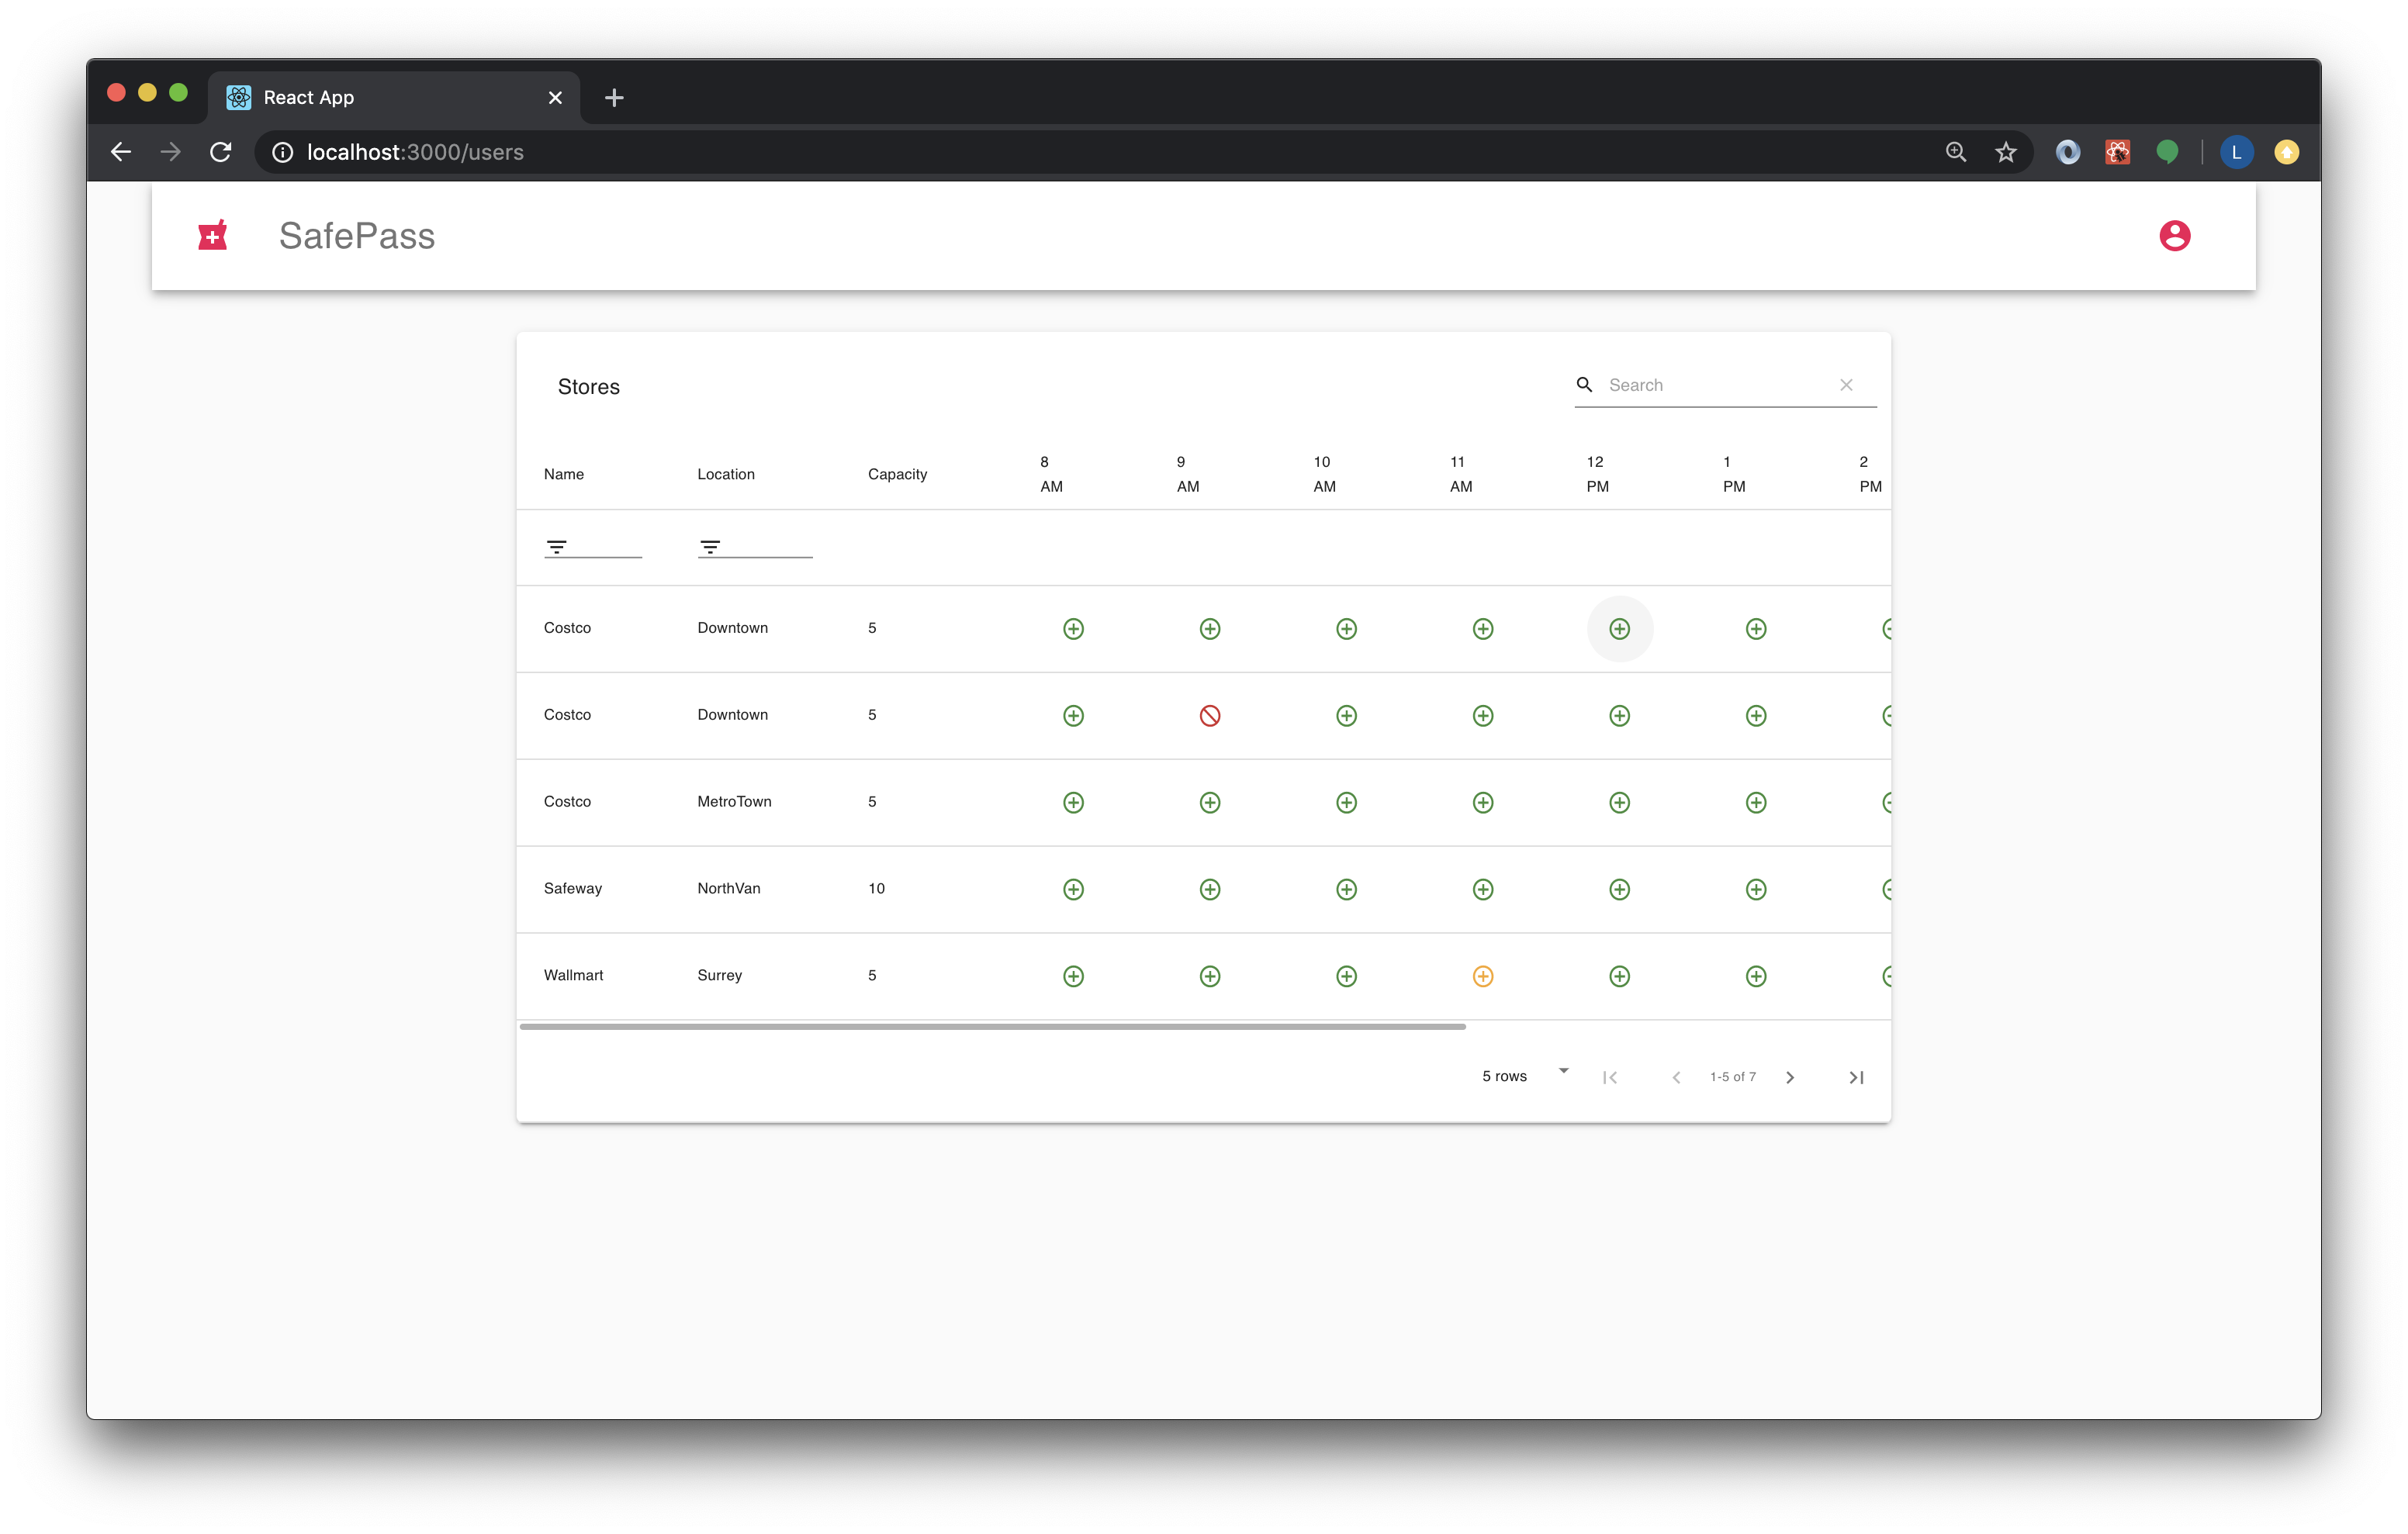 React App
localhost:3000/users
L
SafePass
Stores
Search
Name Location Capacity 8 AM 9 AM 10 AM 11 AM 12 PM 1 PM 2 PM
Costco Downtown 5
Costco Downtown 5
Costco MetroTown 5
Safeway NorthVan 10
Wallmart Surrey 5
5 rows 1-5 of 7